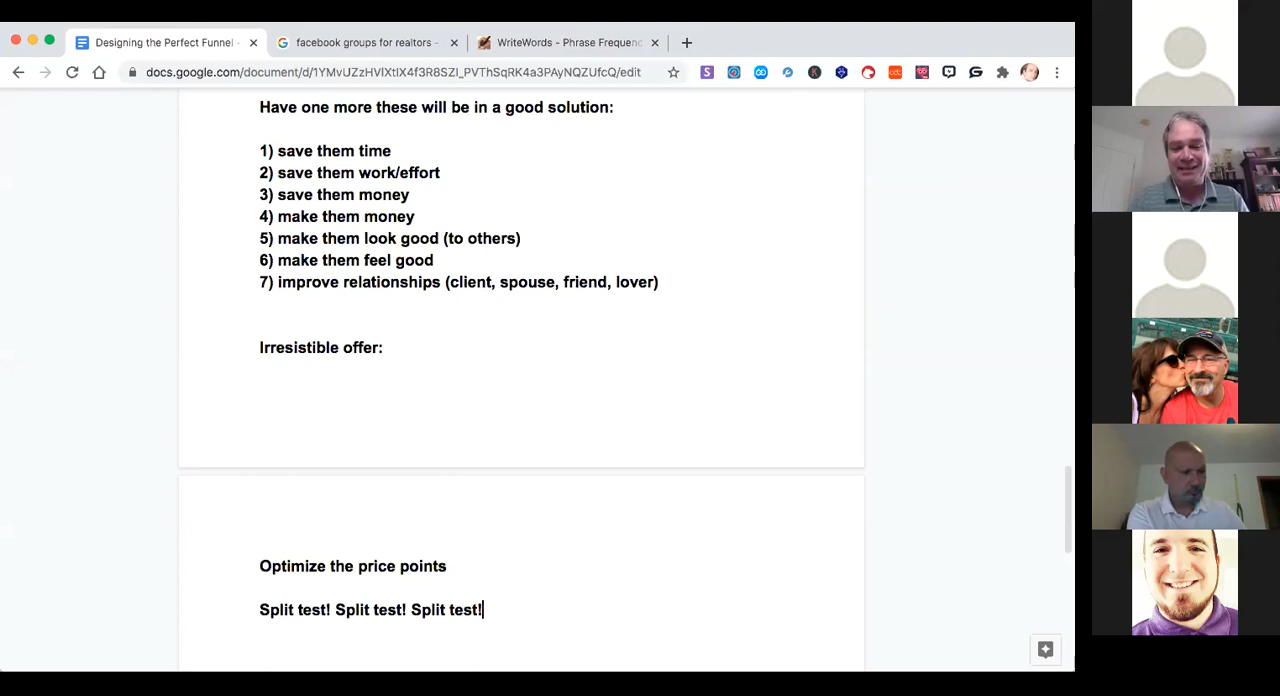 Designing the Perfect Funnel -
facebook groups for realtors -
WriteWords - Phrase Frequenc
docs.google.com/document/d/1YMvUZzHVIXtIX4f3R8SZI_PVThSqRK4a3PAyNQZUfcQ/edit
Have one more these will be in a good solution:
1) save them time
2) save them work/effort
3) save them money
4) make them money
5) make them look good (to others)
6) make them feel good
7) improve relationships (client, spouse, friend, lover)
Irresistible offer:
Optimize the price points
Split test! Split test! Split test!